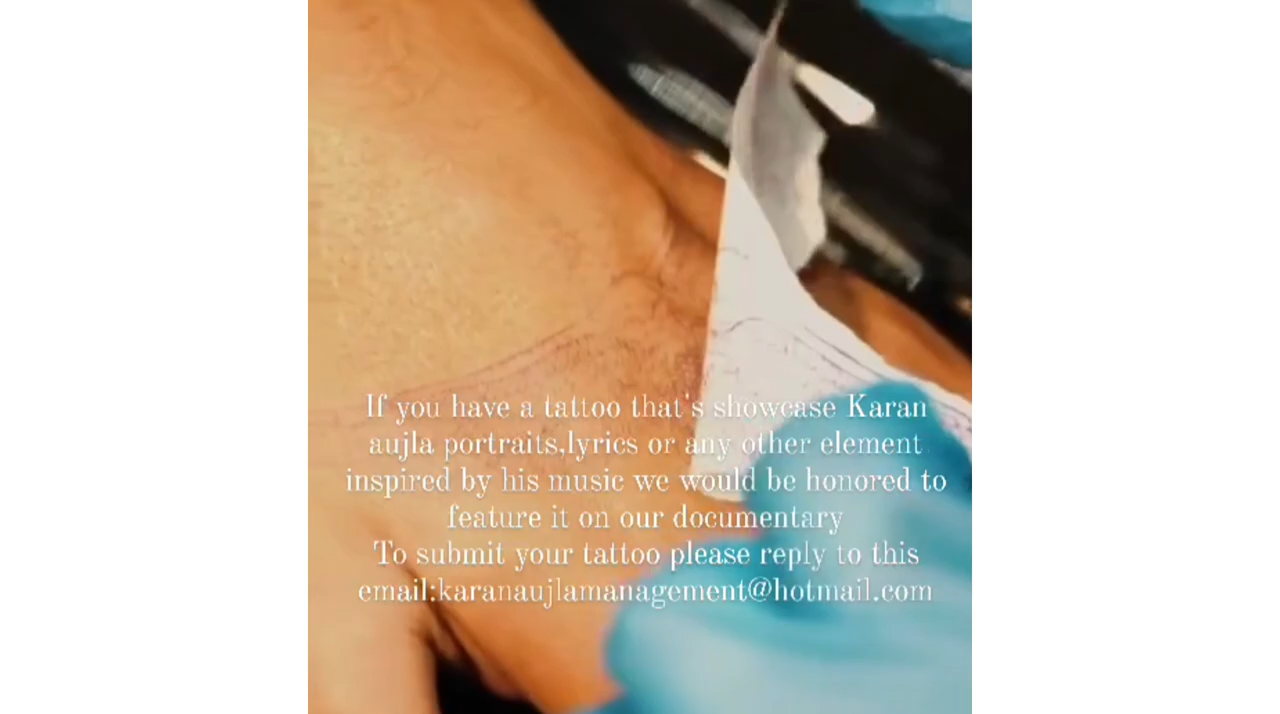 If you have a tattoo that's showcase Karan
aujla portraits,lyrics or any other element
inspired by his music we would be honored to
feature it on our documentary
To submit your tattoo please reply to this
email:karanaujlamanagement@hotmail.com